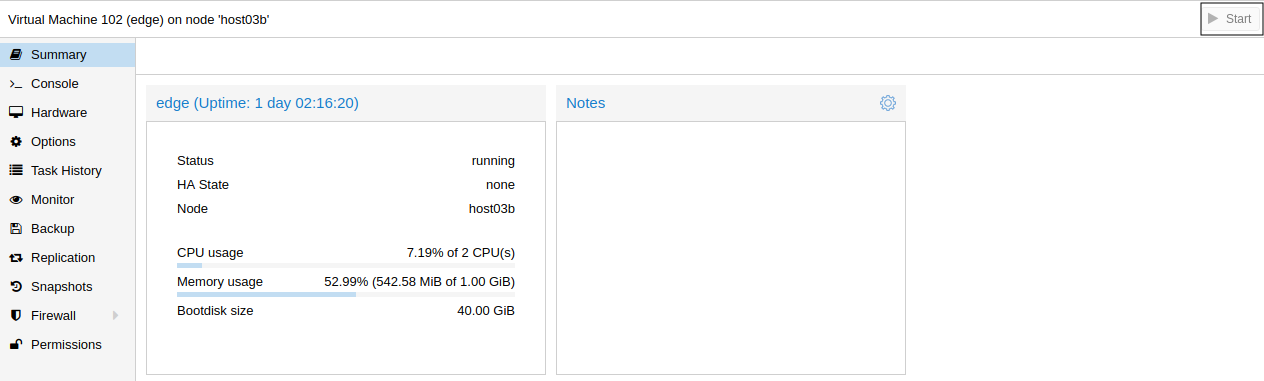 Virtual Machine 102 (edge) on node 'host03b'
Start
Summary
Console
Hardware
Options
Task History
Monitor
Backup
Replication
Snapshots
Firewall
Permissions
edge (Uptime: 1 day 02:16:20)
Status running
HA State none
Node host03b
CPU usage 7.19% of 2 CPU(s)
Memory usage 52.99% (542.58 MiB of 1.00 GiB)
Bootdisk size 40.00 GiB
Notes